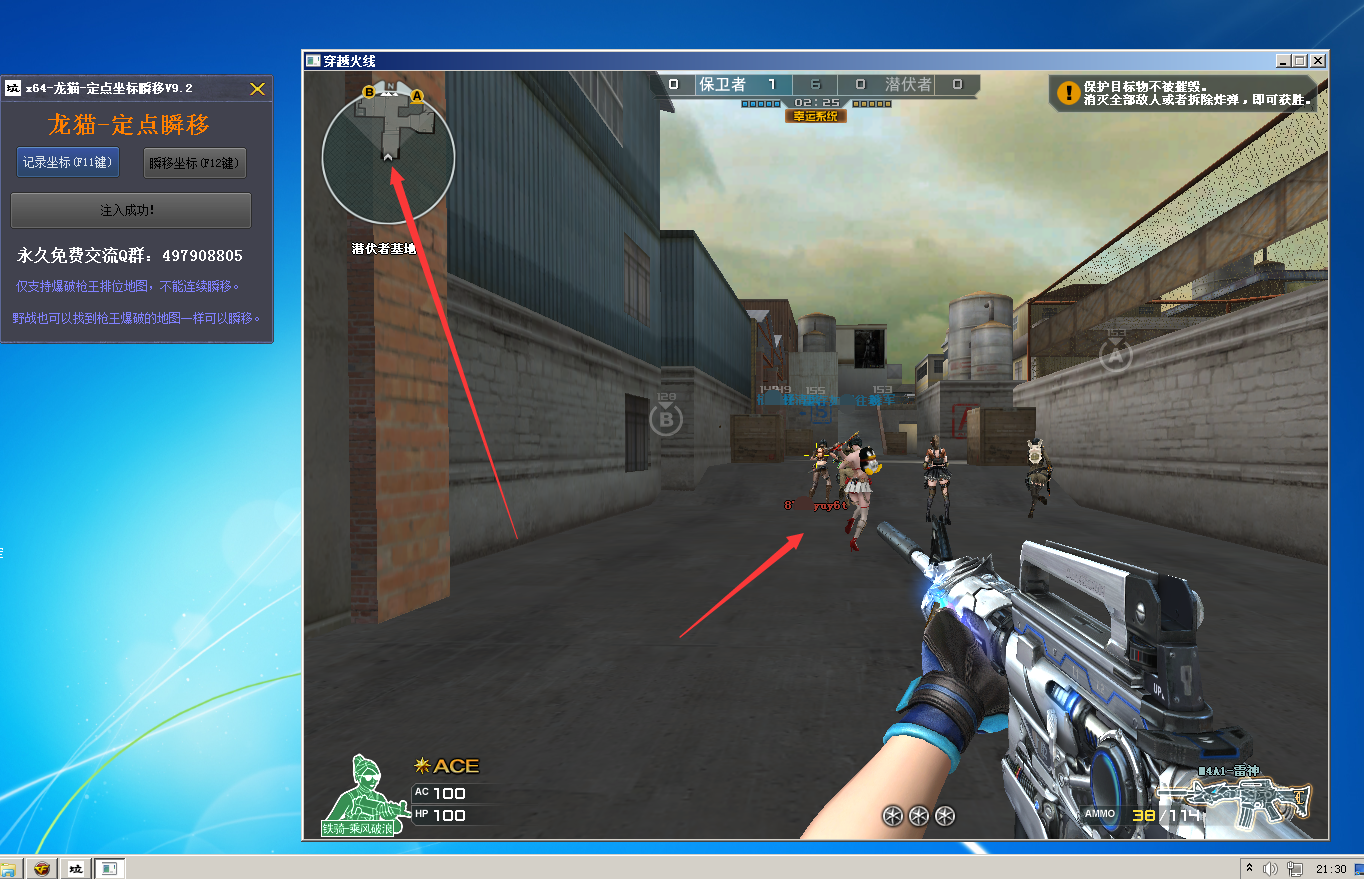 x64-龙猫-定点坐标瞬移V9.2
龙猫-定点瞬移
记录坐标(F11键)
瞬移坐标(F12键)
注入成功!
永久免费交流Q群: 497908805
仅支持爆破枪王排位地图, 不能连续瞬移。
野战也可以找到枪王爆破的地图一样可以瞬移。
穿越火线
0 保卫者 1 6 0 潜伏者 0
02:25
幸运系统
保护目标物不被摧毁。
消灭全部敌人或者拆除炸弹，即可获胜。
B N A
潜伏者基地
A
128
B
155
153
yuy6t
ACE
AC 100
HP 100
铁骑-乘风破浪
M4A1-雷神
AMMO 38/114
UP
21:30